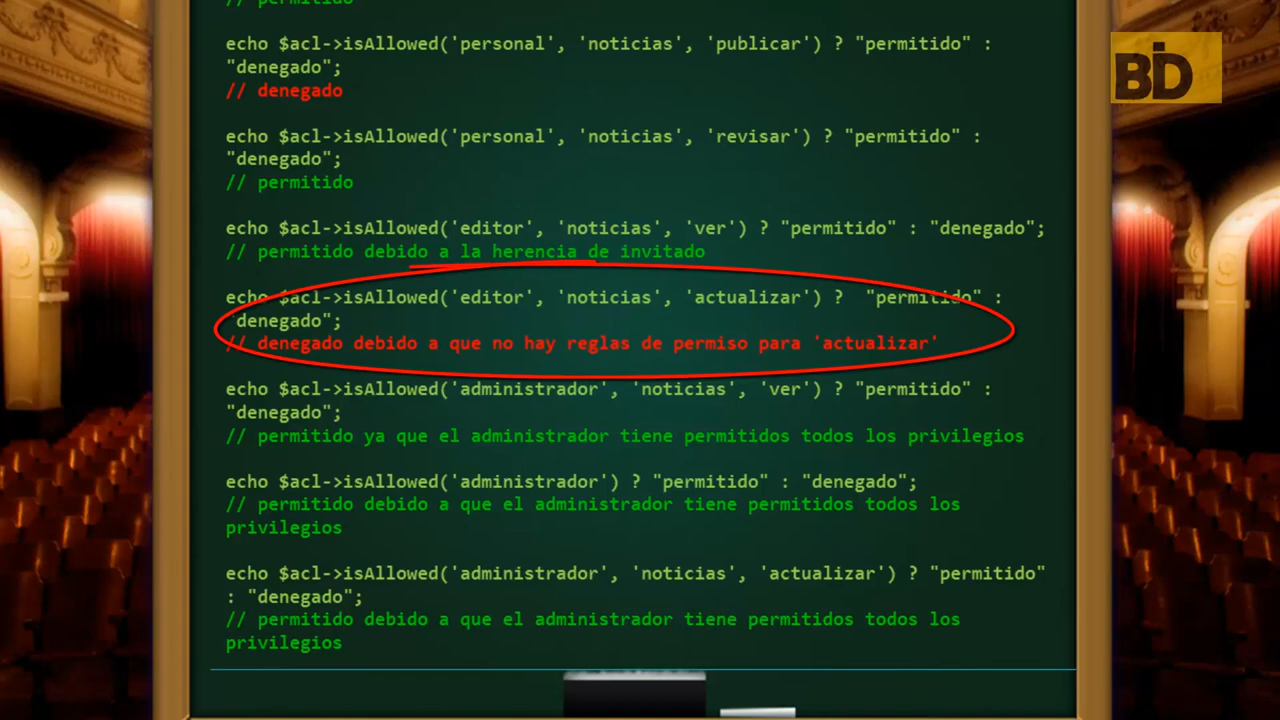 // permitido
echo $acl->isAllowed('personal', 'noticias', 'publicar') ? "permitido" :
"denegado";
// denegado
echo $acl->isAllowed('personal', 'noticias', 'revisar') ? "permitido" :
"denegado";
// permitido
echo $acl->isAllowed('editor', 'noticias', 'ver') ? "permitido" : "denegado";
// permitido debido a la herencia de invitado
echo $acl->isAllowed('editor', 'noticias', 'actualizar') ?  "permitido" :
"denegado";
// denegado debido a que no hay reglas de permiso para 'actualizar'
echo $acl->isAllowed('administrador', 'noticias', 'ver') ? "permitido" :
"denegado";
// permitido ya que el administrador tiene permitidos todos los privilegios
echo $acl->isAllowed('administrador') ? "permitido" : "denegado";
// permitido debido a que el administrador tiene permitidos todos los
privilegios
echo $acl->isAllowed('administrador', 'noticias', 'actualizar') ? "permitido"
: "denegado";
// permitido debido a que el administrador tiene permitidos todos los
privilegios
BID